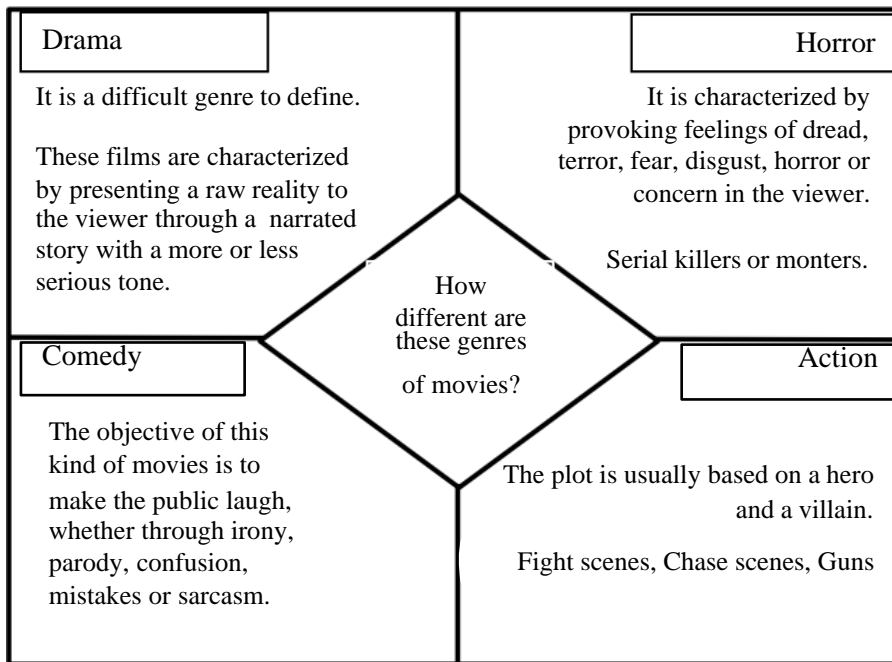 Drama
It is a difficult genre to define.
These films are characterized
by presenting a raw reality to
the viewer through a narrated
story with a more or less
serious tone.
Horror
It is characterized by
provoking feelings of dread,
terror, fear, disgust, horror or
concern in the viewer.
Serial killers or monters.
How
different are
these genres
of movies?
Comedy
The objective of this
kind of movies is to
make the public laugh,
whether through irony,
parody, confusion,
mistakes or sarcasm.
Action
The plot is usually based on a hero
and a villain.
Fight scenes, Chase scenes, Guns